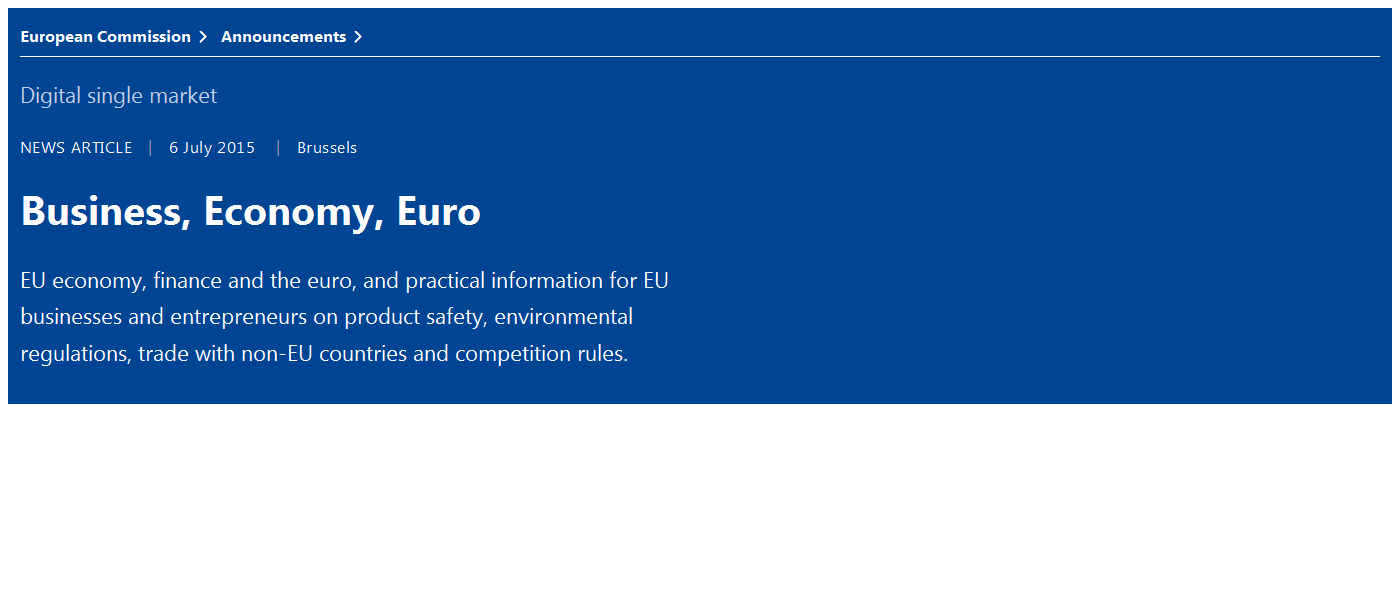 European Commission > Announcements >
Digital single market
NEWS ARTICLE | 6 July 2015 | Brussels
Business, Economy, Euro
EU economy, finance and the euro, and practical information for EU
businesses and entrepreneurs on product safety, environmental
regulations, trade with non-EU countries and competition rules.